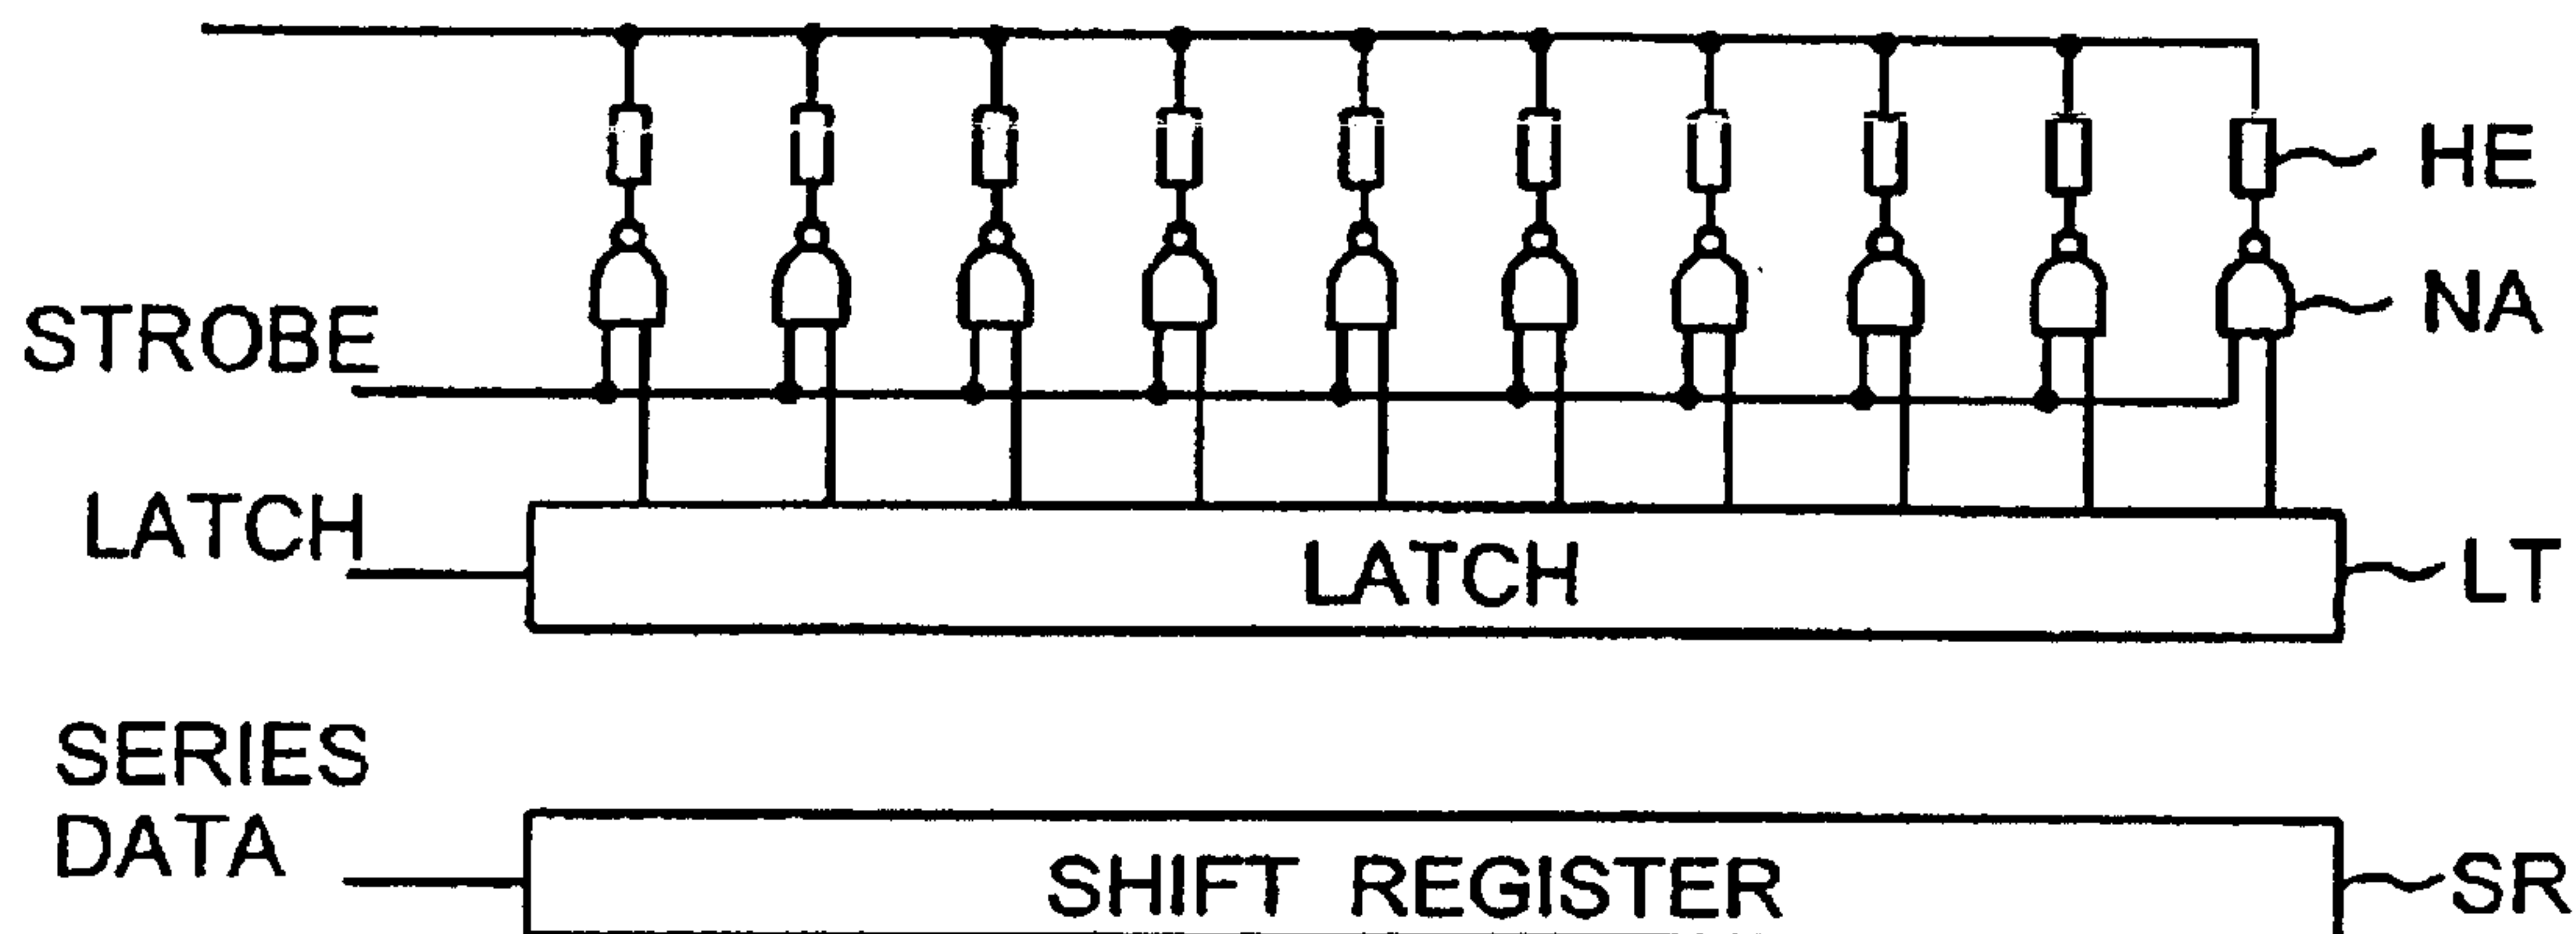 HE
NA
STROBE
LATCH
LATCH
LT
SERIES
DATA
SHIFT REGISTER
SR